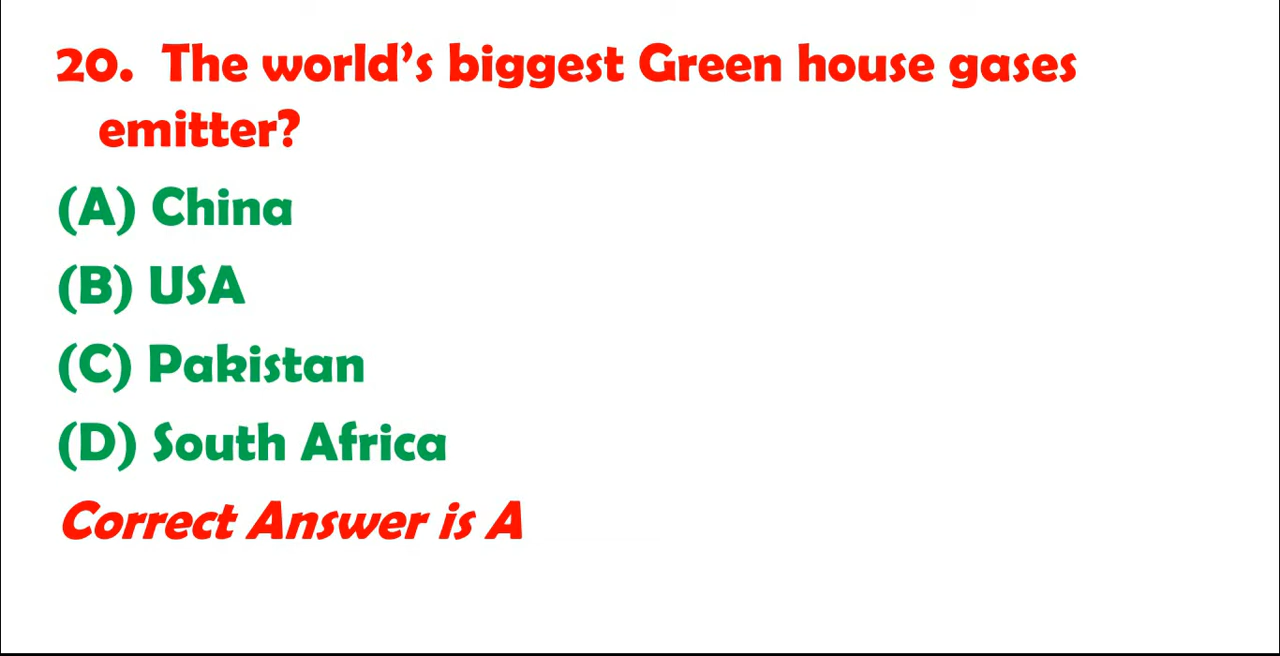 20. The world’s biggest Green house gases
emitter?
(A) China
(B) USA
(C) Pakistan
(D) South Africa
Correct Answer is A